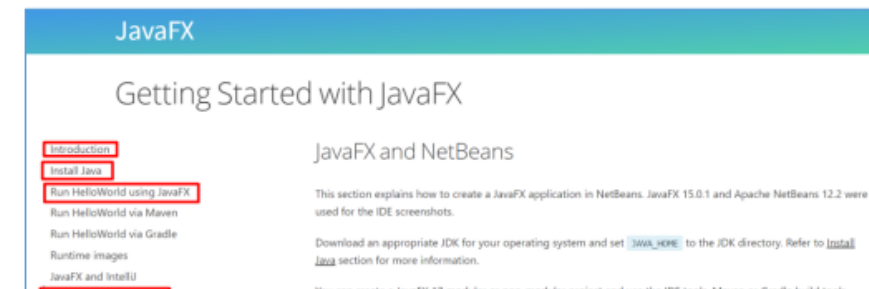 JavaFX
Getting Started with JavaFX
Introduction
Install Java
Run HelloWorld using JavaFX
Run HelloWorld via Maven
Run HelloWorld via Gradle
Runtime images
JavaFX and IntelliJ
JavaFX and NetBeans
This section explains how to create a JavaFX application in NetBeans. JavaFX 15.0.1 and Apache NetBeans 12.2 were
used for the IDE screenshots.
Download an appropriate JDK for your operating system and set JAVA_HOME to the JDK directory. Refer to Install
Java section for more information.